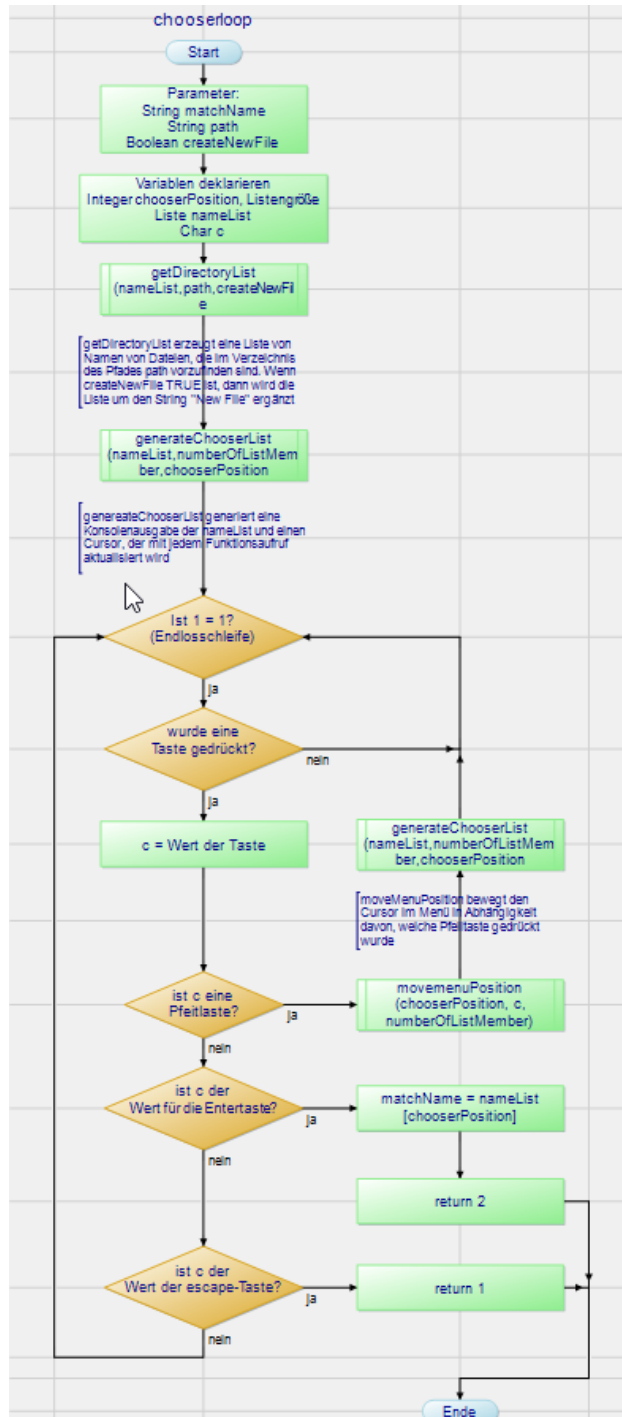 chooserloop
Start
Parameter:
String matchName
String path
Boolean createNewFile
Variablen deklarieren
Integer chooserPosition, Listengröße
Liste nameList
Char c
getDirectoryList
(nameList,path,createNewFil
e
getDirectoryList erzeugt eine Liste von
Namen von Dateien, die im Verzeichnis
des Pfades path vorzufinden sind. Wenn
createNewFile TRUE ist, dann wird die
Liste um den String "New File" ergänzt
generateChooserList
(nameList,numberOfListMem
ber,chooserPosition
genereateChooserList generiert eine
Konsolenausgabe der nameList und einen
Cursor, der mit jedem Funktionsaufruf
aktualisiert wird
Ist 1 = 1?
(Endlosschleife)
ja
wurde eine
Taste gedrückt?
nein
ja
c = Wert der Taste
generateChooserList
(nameList,numberOfListMem
ber,chooserPosition
moveMenuPosition bewegt den
Cursor im Menü in Abhängigkeit
davon, welche Pfeiltaste gedrückt
wurde
ist c eine
Pfeitlaste?
ja
movemenuPosition
(chooserPosition, c,
numberOfListMember)
nein
ist c der
Wert für die Entertaste?
ja
matchName = nameList
[chooserPosition]
nein
return 2
ist c der
Wert der escape-Taste?
ja
return 1
nein
Ende